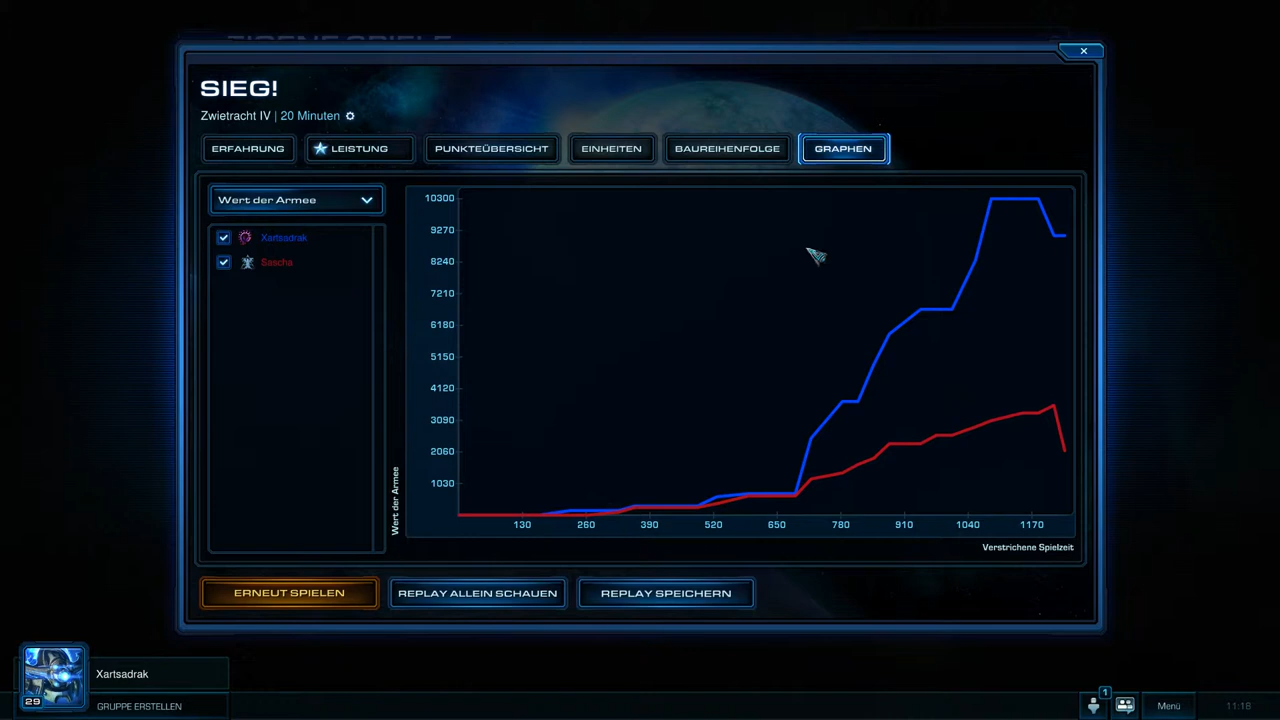 SIEG!
Zwietracht IV | 20 Minuten
ERFAHRUNG
LEISTUNG
PUNKTEÜBERSICHT
EINHEITEN
BAUREIHENFOLGE
GRAPHEN
Wert der Armee
Xartsadrak
Sascha
10300
9270
8240
7210
6180
5150
4120
3090
2060
1030
Wert der Armee
130 260 390 520 650 780 910 1040 1170
Verstrichene Spielzeit
ERNEUT SPIELEN
REPLAY ALLEIN SCHAUEN
REPLAY SPEICHERN
Xartsadrak
29
GRUPPE ERSTELLEN
1
Menü
11:18